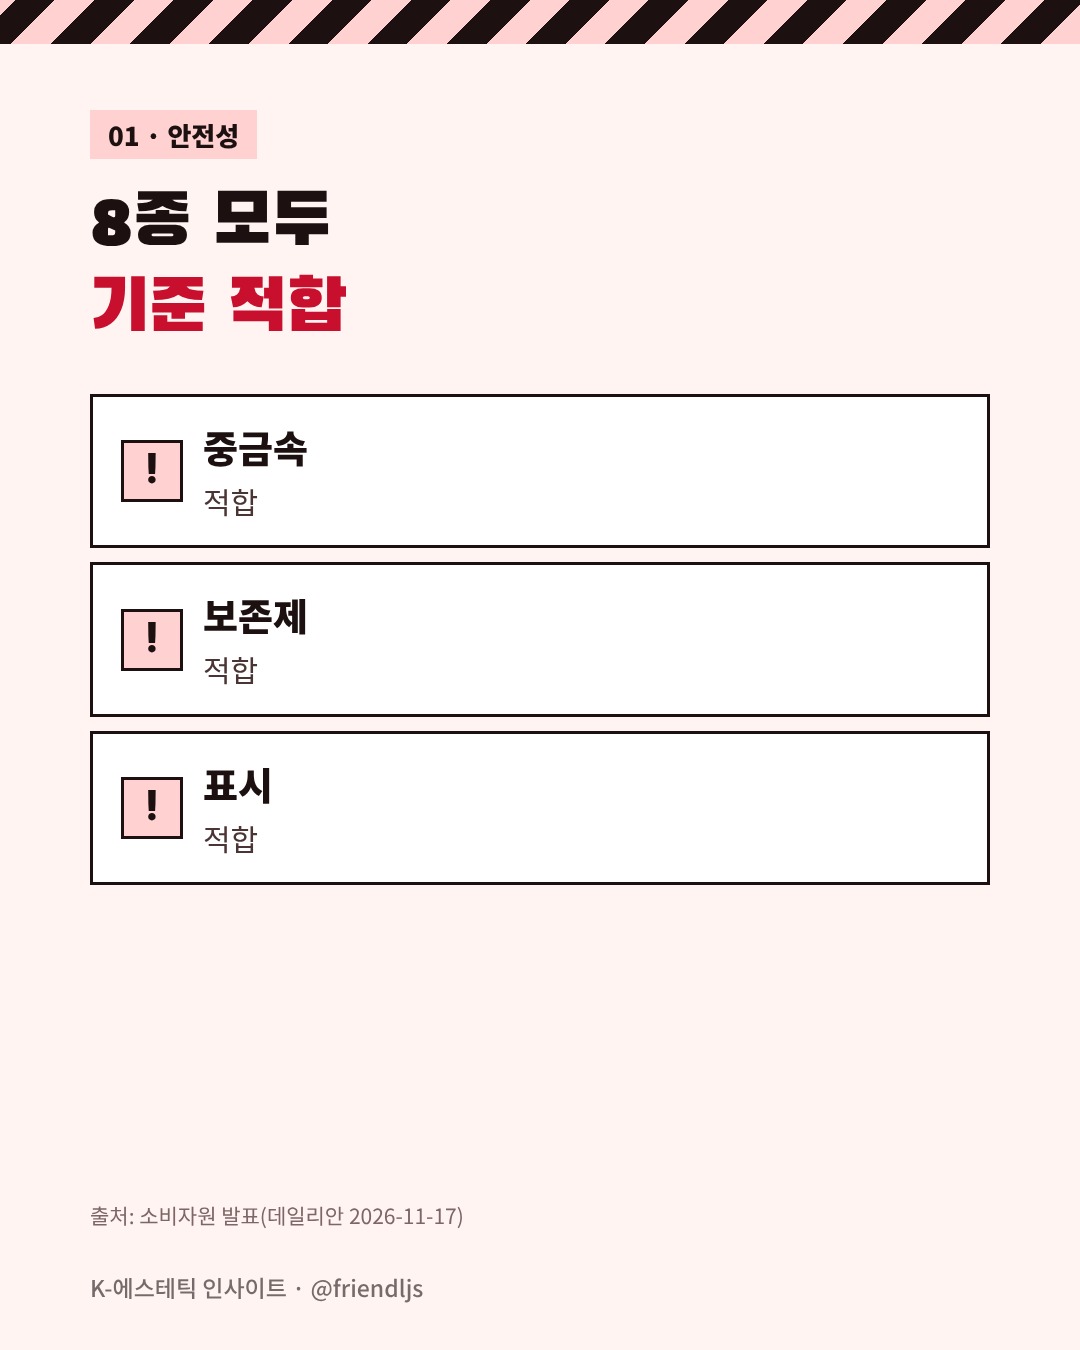 01 · 안전성
8종 모두
기준 적합
!
중금속
적합
!
보존제
적합
!
표시
적합
출처: 소비자원 발표(데일리안 2026-11-17)
K-에스테틱 인사이트 · @friendljs